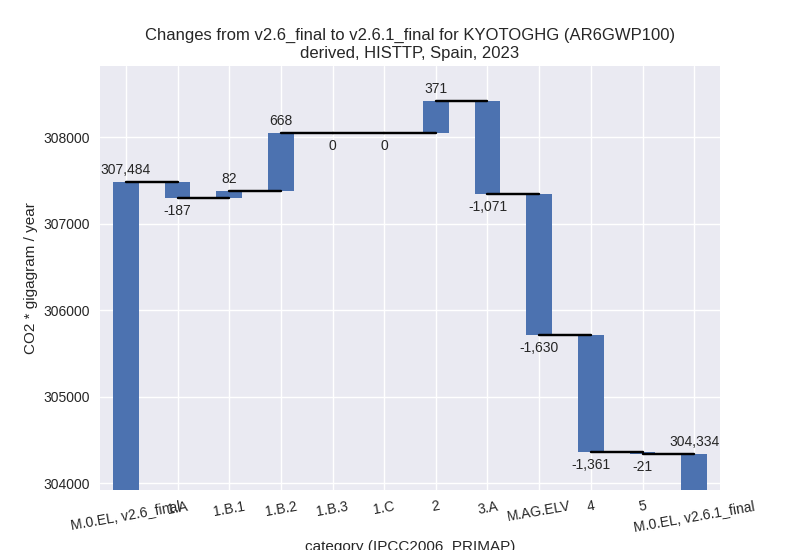 Changes from v2.6_final to v2.6.1_final for KYOTOGHG (AR6GWP100)
derived, HISTTP, Spain, 2023
CO2 * gigagram / year
308000
307000
306000
305000
304000
307,484
-187
82
668
0
0
371
-1,071
-1,630
-1,361
-21
304,334
M.0.EL, v2.6_final
1.A
1.B.1
1.B.2
1.B.3
1.C
2
3.A
M.AG.ELV
4
5
M.0.EL, v2.6.1_final
category (IPCC2006_PRIMAP)